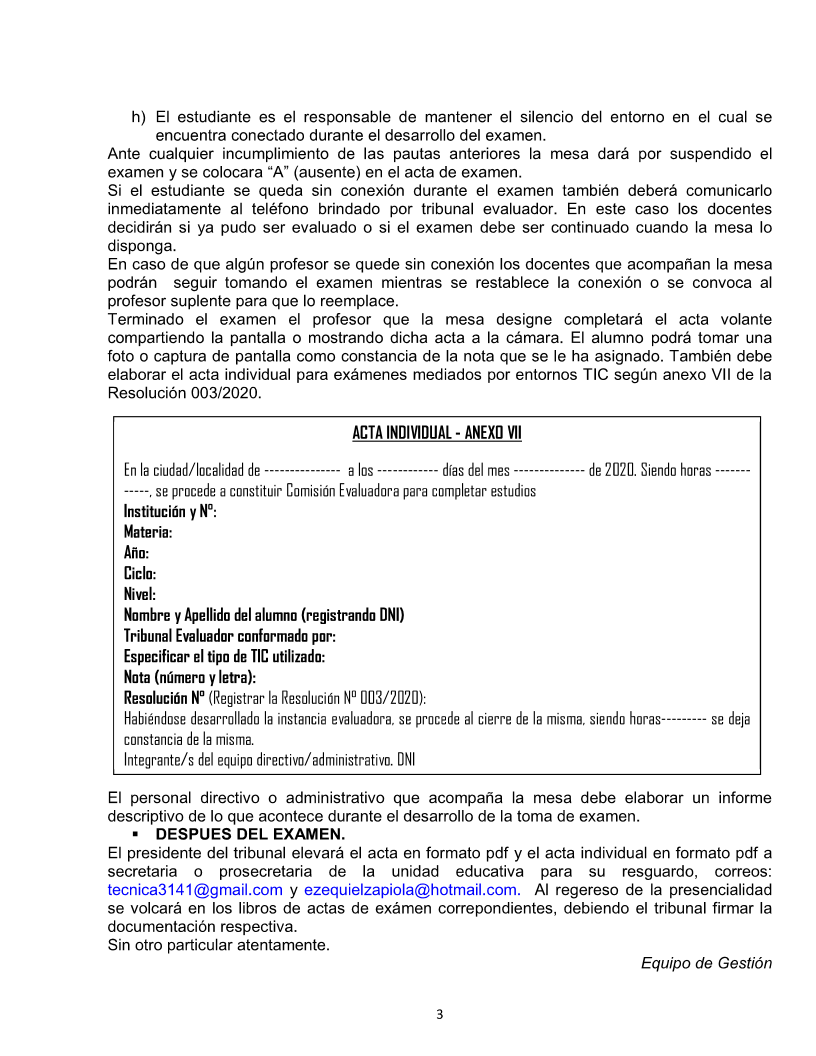 h) El estudiante es el responsable de mantener el silencio del entorno en el cual se
encuentra conectado durante el desarrollo del examen.
Ante cualquier incumplimiento de las pautas anteriores la mesa dará por suspendido el
examen y se colocara “A” (ausente) en el acta de examen.
Si el estudiante se queda sin conexión durante el examen también deberá comunicarlo
inmediatamente al teléfono brindado por tribunal evaluador. En este caso los docentes
decidirán si ya pudo ser evaluado o si el examen debe ser continuado cuando la mesa lo
disponga.
En caso de que algún profesor se quede sin conexión los docentes que acompañan la mesa
podrán seguir tomando el examen mientras se restablece la conexión o se convoca al
profesor suplente para que lo reemplace.
Terminado el examen el profesor que la mesa designe completará el acta volante
compartiendo la pantalla o mostrando dicha acta a la cámara. El alumno podrá tomar una
foto o captura de pantalla como constancia de la nota que se le ha asignado. También debe
elaborar el acta individual para exámenes mediados por entornos TIC según anexo VII de la
Resolución 003/2020.
ACTA INDIVIDUAL - ANEXO VII
En la ciudad/localidad de --------------- a los ------------ días del mes -------------- de 2020. Siendo horas -------
-----, se procede a constituir Comisión Evaluadora para completar estudios
Institución y Nº:
Materia:
Año:
Ciclo:
Nivel:
Nombre y Apellido del alumno (registrando DNI)
Tribunal Evaluador conformado por:
Especificar el tipo de TIC utilizado:
Nota (número y letra):
Resolución Nº (Registrar la Resolución Nº 003/2020):
Habiéndose desarrollado la instancia evaluadora, se procede al cierre de la misma, siendo horas--------- se deja
constancia de la misma.
Integrante/s del equipo directivo/administrativo. DNI
El personal directivo o administrativo que acompaña la mesa debe elaborar un informe
descriptivo de lo que acontece durante el desarrollo de la toma de examen.
▪ DESPUES DEL EXAMEN.
El presidente del tribunal elevará el acta en formato pdf y el acta individual en formato pdf a
secretaria o prosecretaria de la unidad educativa para su resguardo, correos:
tecnica3141@gmail.com y ezequielzapiola@hotmail.com. Al regereso de la presencialidad
se volcará en los libros de actas de exámen correpondientes, debiendo el tribunal firmar la
documentación respectiva.
Sin otro particular atentamente.
Equipo de Gestión
3